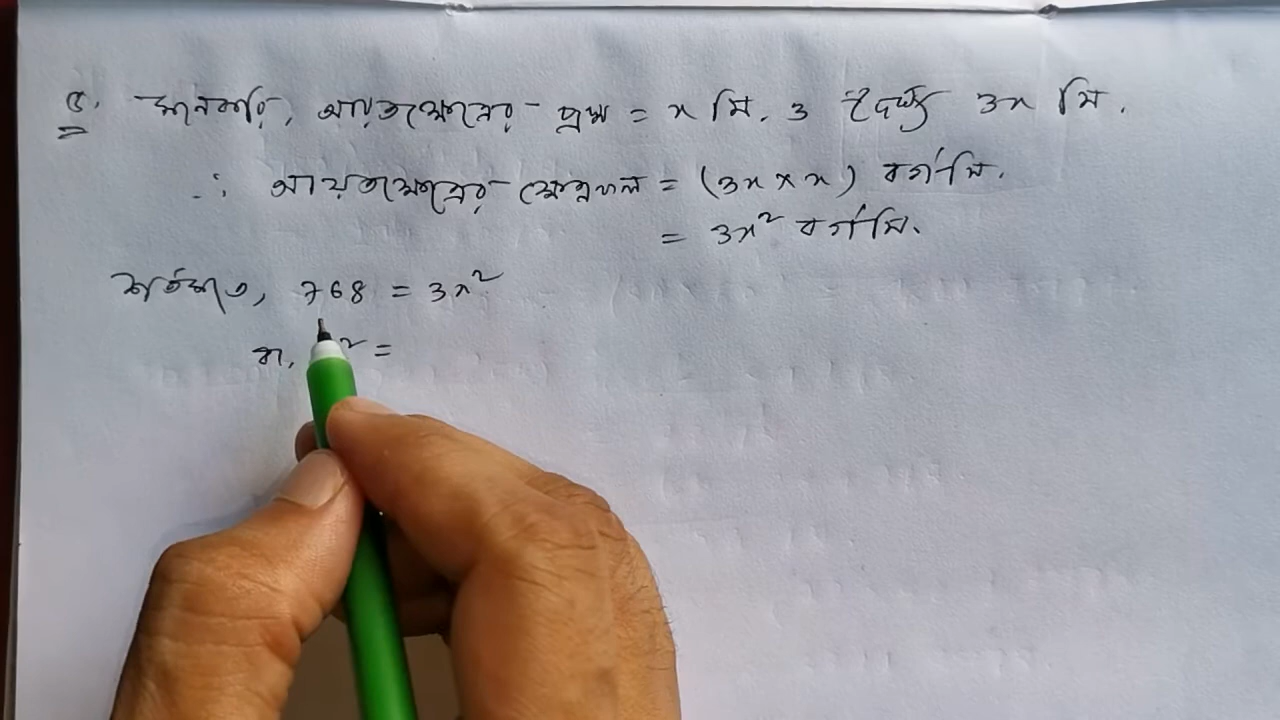 ৫. মনেকরি, আয়তক্ষেত্রের প্রস্থ = x মি. ও দৈর্ঘ্য 3x মি.
∴ আয়তক্ষেত্রের ক্ষেত্রফল = (3x × x) বর্গমি.
= 3x² বর্গমি.
শর্তমতে, 768 = 3x²
বা, ² =